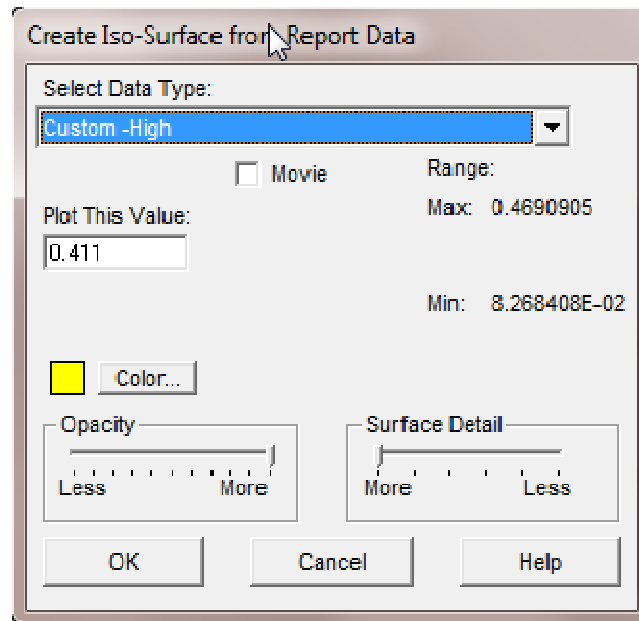 Create Iso-Surface from Report Data
Select Data Type:
Custom -High
Movie
Range:
Plot This Value:
Max: 0.4690905
0.411
Min: 8.268408E-02
Color...
Opacity
Surface Detail
Less More
More Less
OK Cancel Help